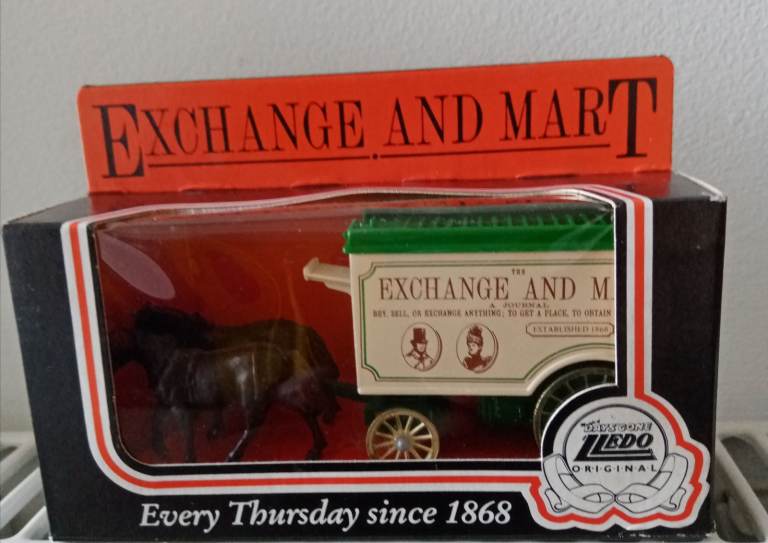 EXCHANGE AND MART
THE
EXCHANGE AND M
A JOURNAL
BUY, SELL, OR EXCHANGE ANYTHING; TO GET A PLACE, TO OBTAIN
ESTABLISHED 1868
DAYS GONE
LLEDO
ORIGINAL
Every Thursday since 1868